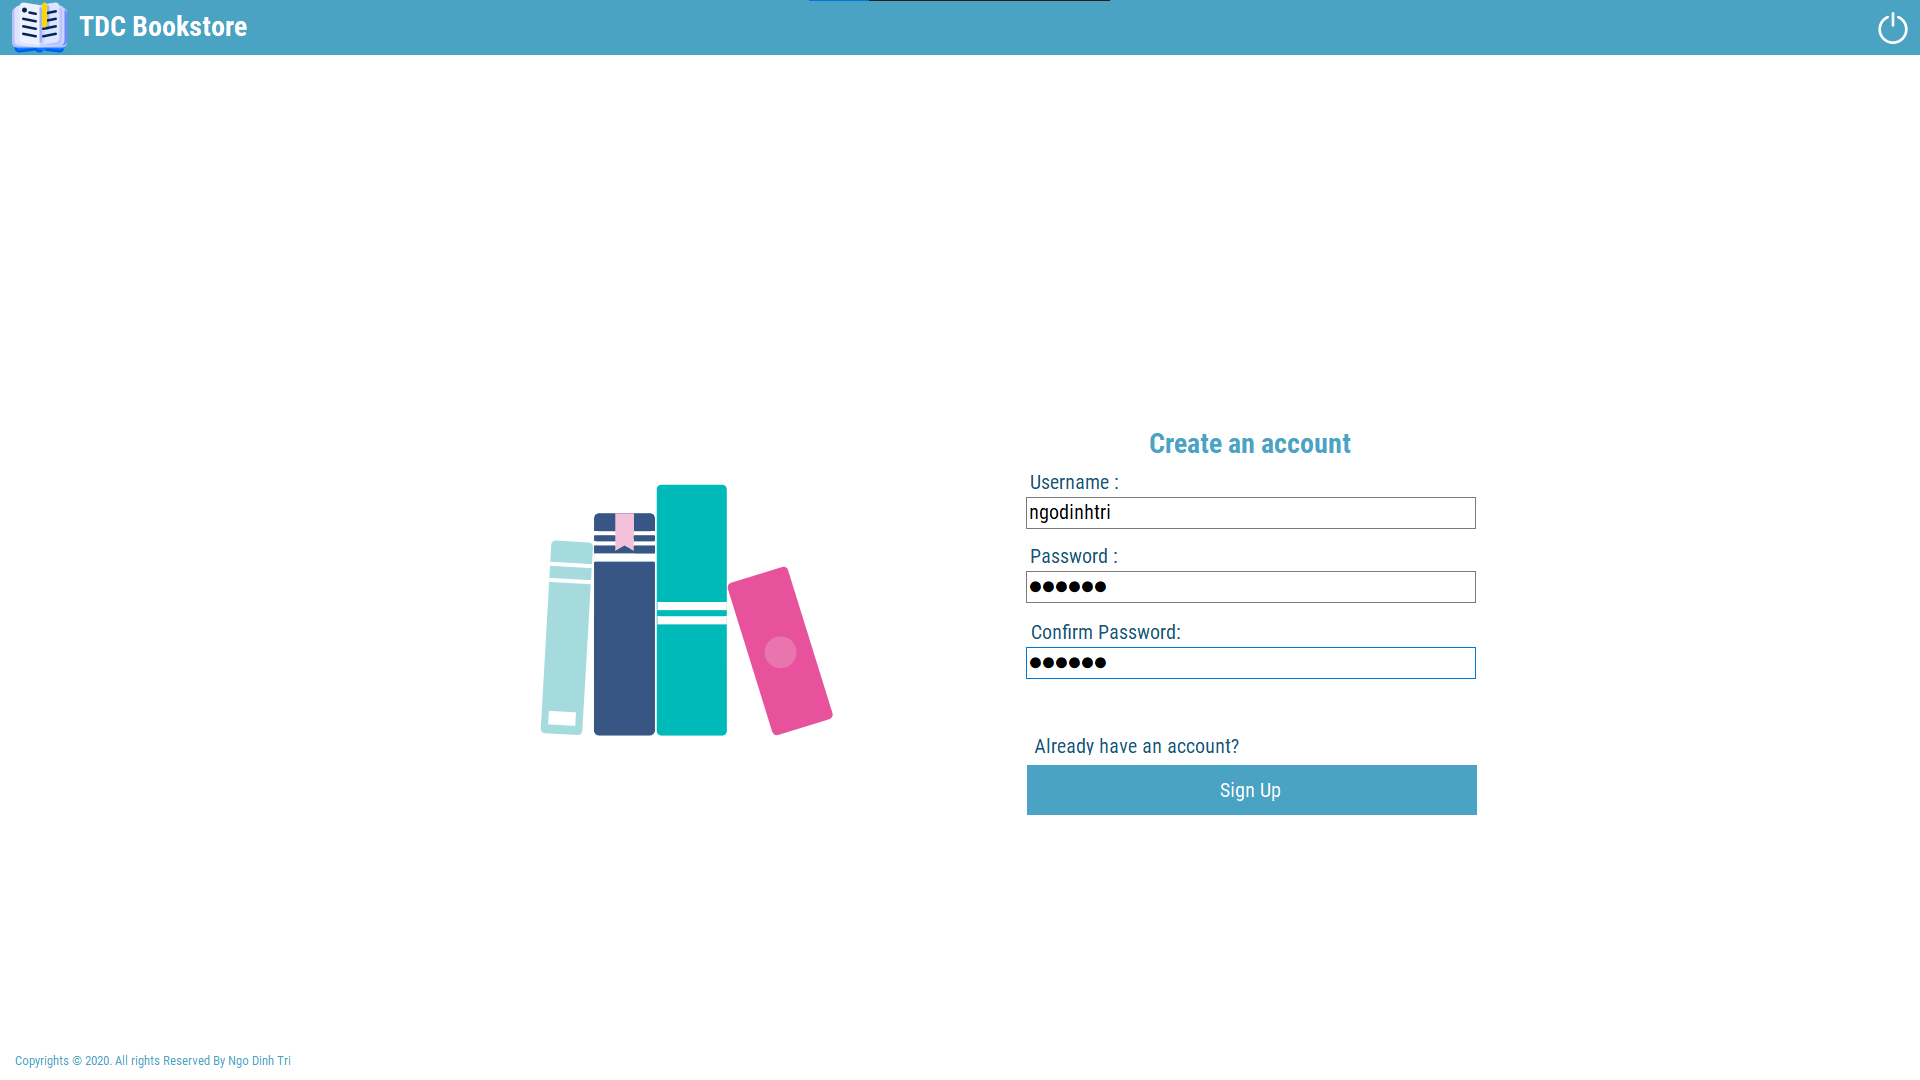 TDC Bookstore
Create an account
Username :
ngodinhtri
Password :
●●●●●●
Confirm Password:
●●●●●●
Already have an account?
Sign Up
Copyrights © 2020. All rights Reserved By Ngo Dinh Tri